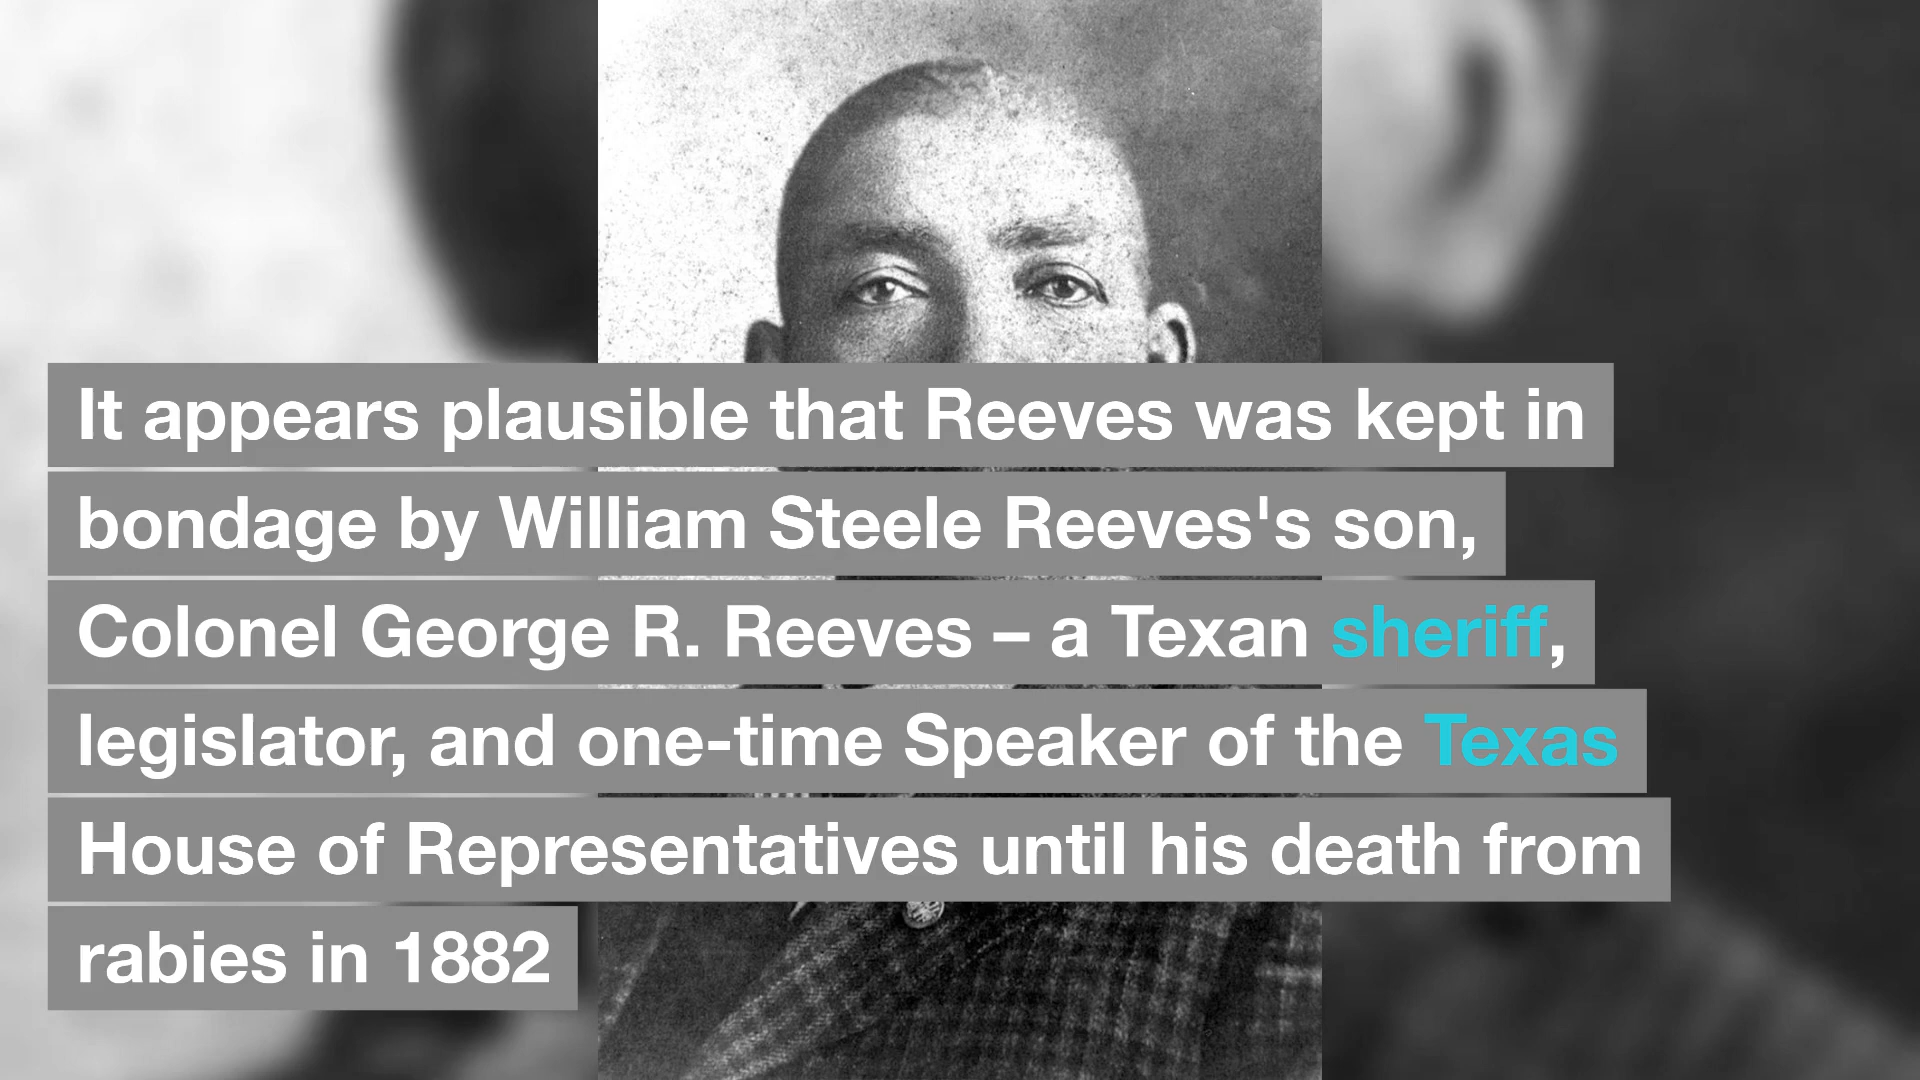 It appears plausible that Reeves was kept in
bondage by William Steele Reeves's son,
Colonel George R. Reeves – a Texan sheriff,
legislator, and one-time Speaker of the Texas
House of Representatives until his death from
rabies in 1882